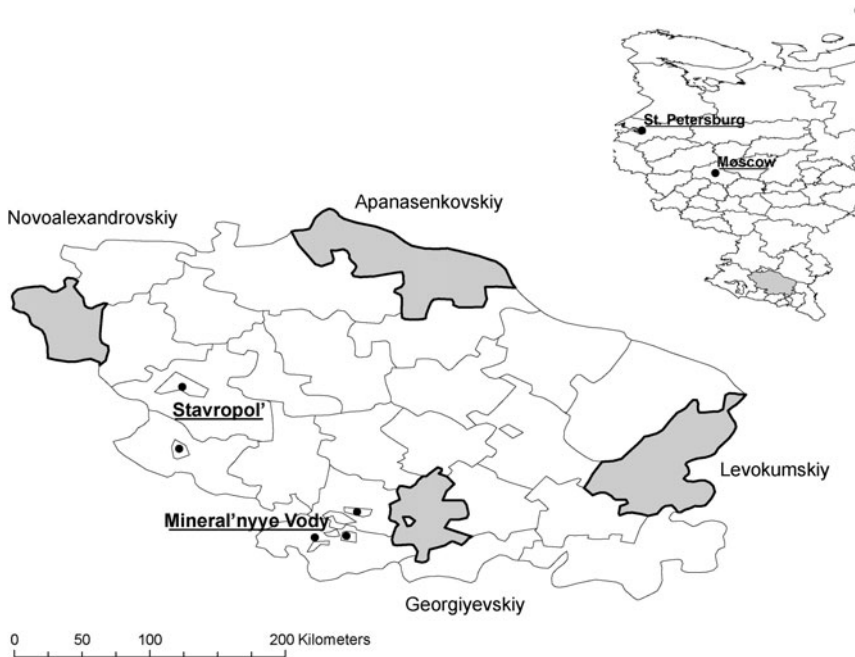 St. Petersburg
Moscow
Apanasenkovskiy
Novoalexandrovskiy
Stavropol'
Levokumskiy
Mineral'nyye Vody
Georgiyevskiy
0 50 100 200 Kilometers